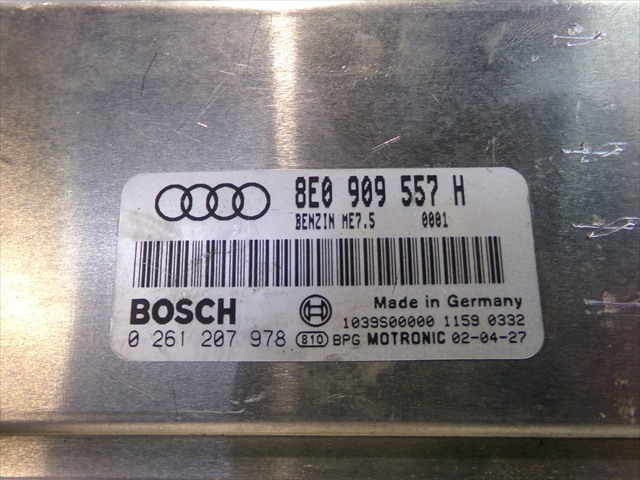 8E0 909 557 H
BENZIN ME7.5 0001
BOSCH
Made in Germany
1039S00000 1159 0332
0 261 207 978 810 BPG MOTRONIC 02-04-27